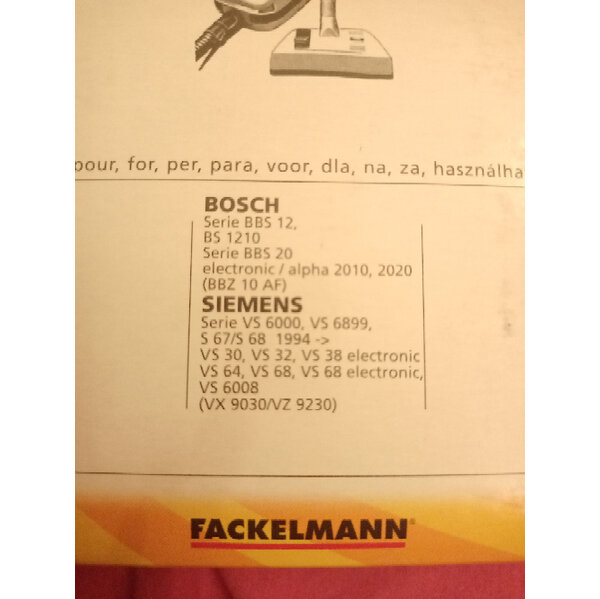 pour, for, per, para, voor, dla, na, za, használha
BOSCH
Serie BBS 12,
BS 1210
Serie BBS 20
electronic / alpha 2010, 2020
(BBZ 10 AF)
SIEMENS
Serie VS 6000, VS 6899,
S 67/S 68 1994 ->
VS 30, VS 32, VS 38 electronic
VS 64, VS 68, VS 68 electronic,
VS 6008
(VX 9030/VZ 9230)
FACKELMANN®